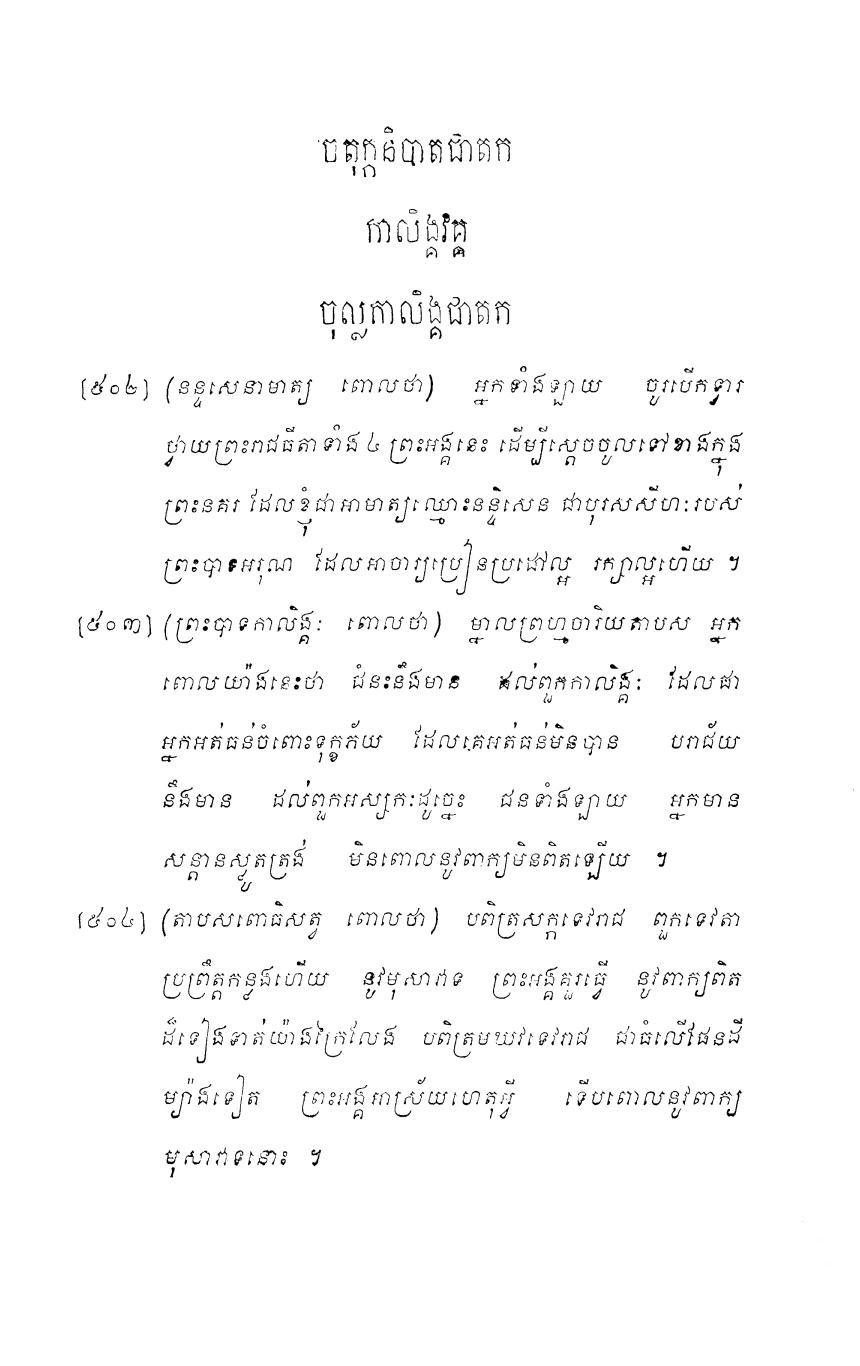 ចតុក្កនិបាតជាតក
កាលិង្គវគ្គ
ចុល្លកាលិង្គជាតក
[៥០២] (នន្ទសេនាមាត្យ ពោលថា) អ្នកទាំងឡាយ ចូរបើកទ្វារ
ថ្វាយព្រះរាជធីតាទាំង ៤ ព្រះអង្គនេះ ដើម្បីស្តេចចូលទៅខាងក្នុង
ព្រះនគរ ដែលខ្ញុំជាអាមាត្យឈ្មោះនន្ទិសេន ជាបុរសសីហៈរបស់
ព្រះបាទអរុណ ដែលអាចារ្យប្រៀនប្រដៅល្អ រក្សាល្អហើយ ។
[៥០៣] (ព្រះបាទកាលិង្គៈ ពោលថា) ម្នាលព្រហ្មចារិយតាបស អ្នក
ពោលយ៉ាងនេះថា ជំនះនឹងមាន ដល់ពួកកាលិង្គៈ ដែលជា
អ្នកអត់ធន់ចំពោះទុក្ខភ័យ ដែលគេអត់ធន់មិនបាន បរាជ័យ
នឹងមាន ដល់ពួកអស្សកៈដូច្នេះ ជនទាំងឡាយ អ្នកមាន
សន្តានស្លូតត្រង់ មិនពោលនូវពាក្យមិនពិតឡើយ ។
[៥០៤] (តាបសពោធិសត្វ ពោលថា) បពិត្រសក្កទេវរាជ ពួកទេវតា
ប្រព្រឹត្តកន្លងហើយ នូវមុសាវាទ ព្រះអង្គគួរធ្វើ នូវពាក្យពិត
ដ៏ទៀងទាត់យ៉ាងក្រៃលែង បពិត្រមឃវទេវរាជ ជាធំលើផែនដី
ម្យ៉ាងទៀត ព្រះអង្គអាស្រ័យហេតុអ្វី ទើបពោលនូវពាក្យ
មុសាវាទនោះ ។